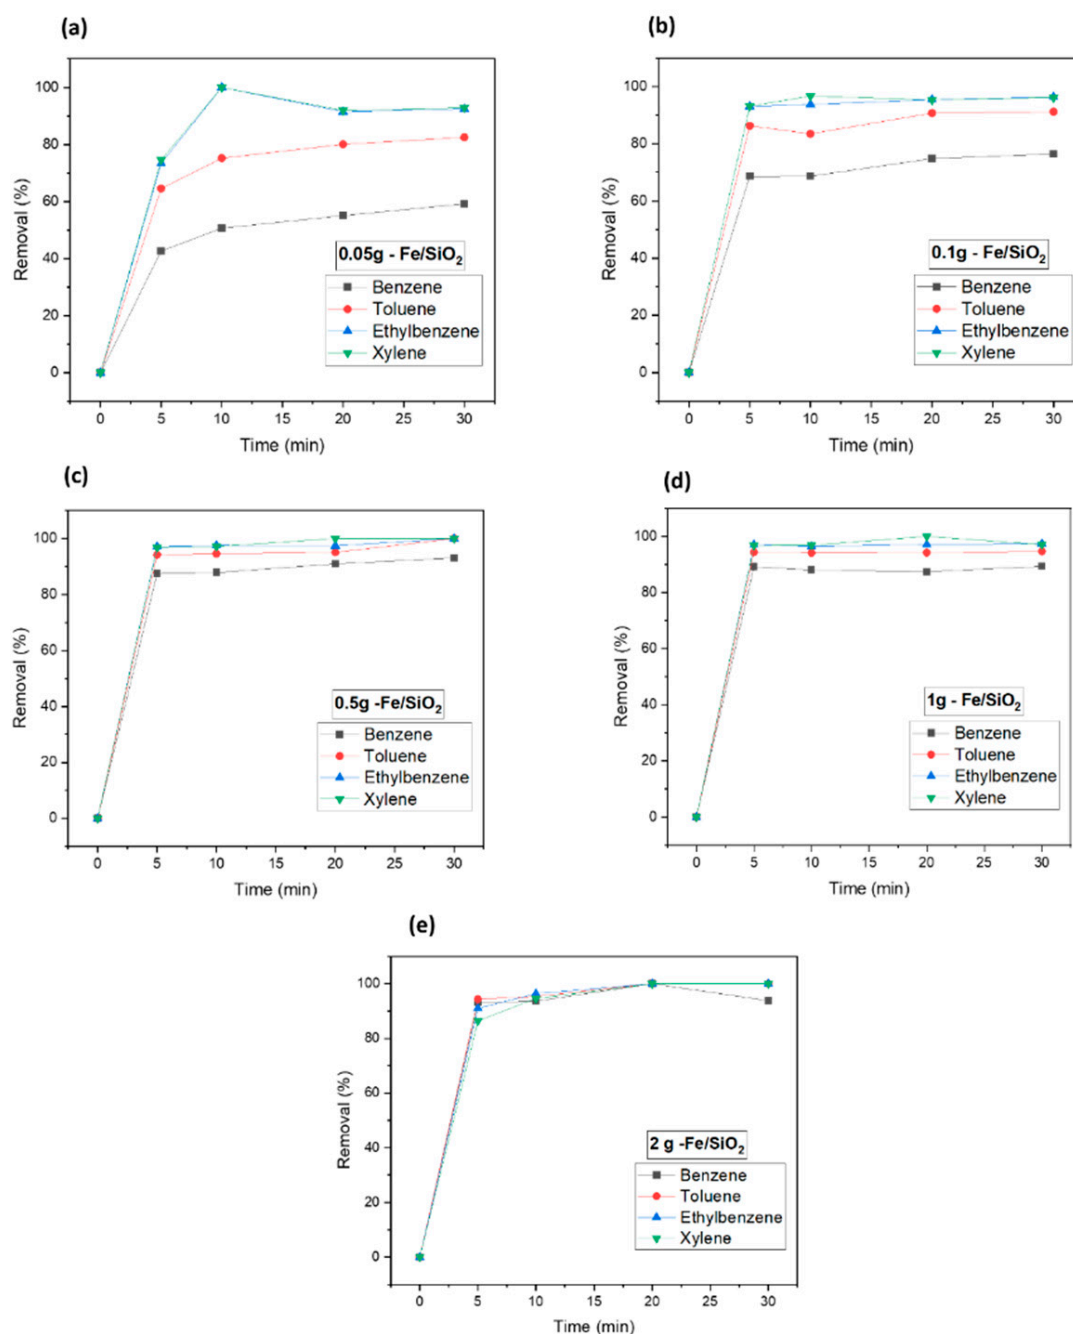 (a)
100
80
60
40
20
0
Removal (%)
0.05g - Fe/SiO₂
Benzene
Toluene
Ethylbenzene
Xylene
0 5 10 15 20 25 30
Time (min)
(b)
100
80
60
40
20
0
Removal (%)
0.1g - Fe/SiO₂
Benzene
Toluene
Ethylbenzene
Xylene
0 5 10 15 20 25 30
Time (min)
(c)
100
80
60
40
20
0
Removal (%)
0.5g -Fe/SiO₂
Benzene
Toluene
Ethylbenzene
Xylene
0 5 10 15 20 25 30
Time (min)
(d)
100
80
60
40
20
0
Removal (%)
1g - Fe/SiO₂
Benzene
Toluene
Ethylbenzene
Xylene
0 5 10 15 20 25 30
Time (min)
(e)
100
80
60
40
20
0
Removal (%)
2 g -Fe/SiO₂
Benzene
Toluene
Ethylbenzene
Xylene
0 5 10 15 20 25 30
Time (min)